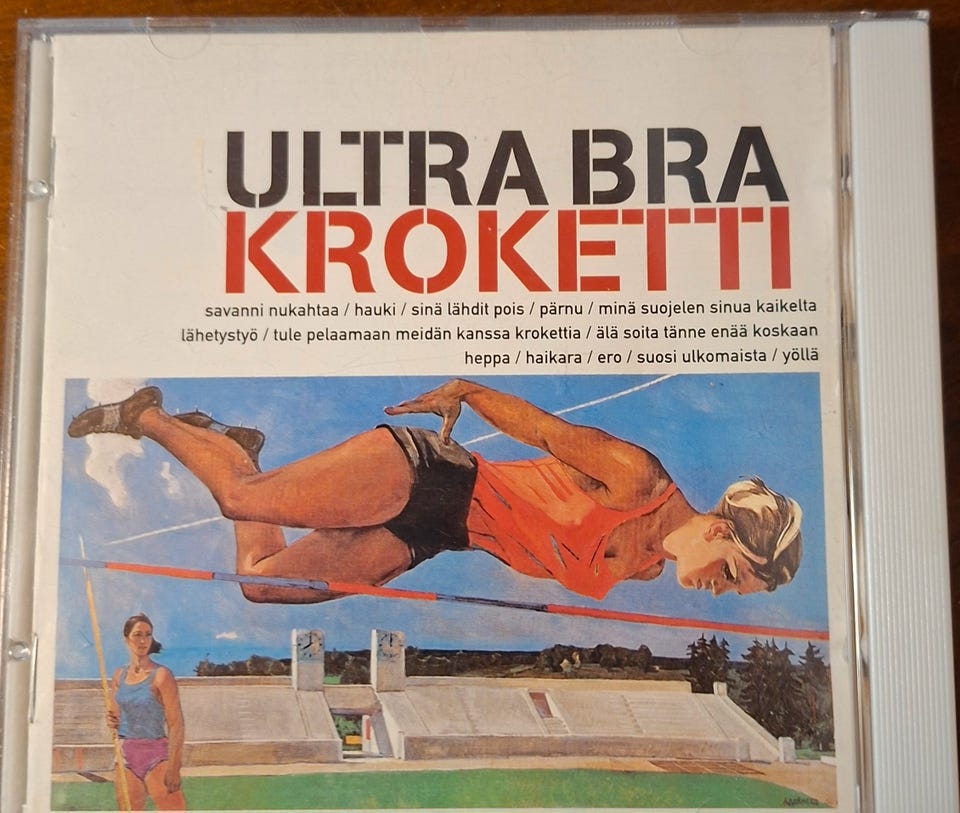 ULTRA BRA
KROKETTI
savanni nukahtaa / hauki / sinä lähdit pois / pärnu / minä suojelen sinua kaikelta
lähetystyö / tule pelaamaan meidän kanssa krokettia / älä soita tänne enää koskaan
heppa / haikara / ero / suosi ulkomaista / yöllä